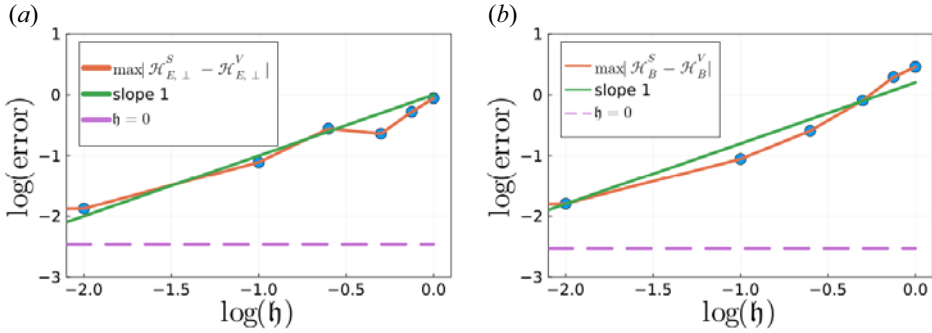 (a)
1
0
−1
−2
−3
log(error)
max| ℋ^S_{E,⊥} − ℋ^V_{E,⊥} |
slope 1
𝔥 = 0
−2.0 −1.5 −1.0 −0.5 0.0
log(𝔥)
(b)
1
0
−1
−2
−3
log(error)
max| ℋ^S_B − ℋ^V_B |
slope 1
𝔥 = 0
−2.0 −1.5 −1.0 −0.5 0.0
log(𝔥)